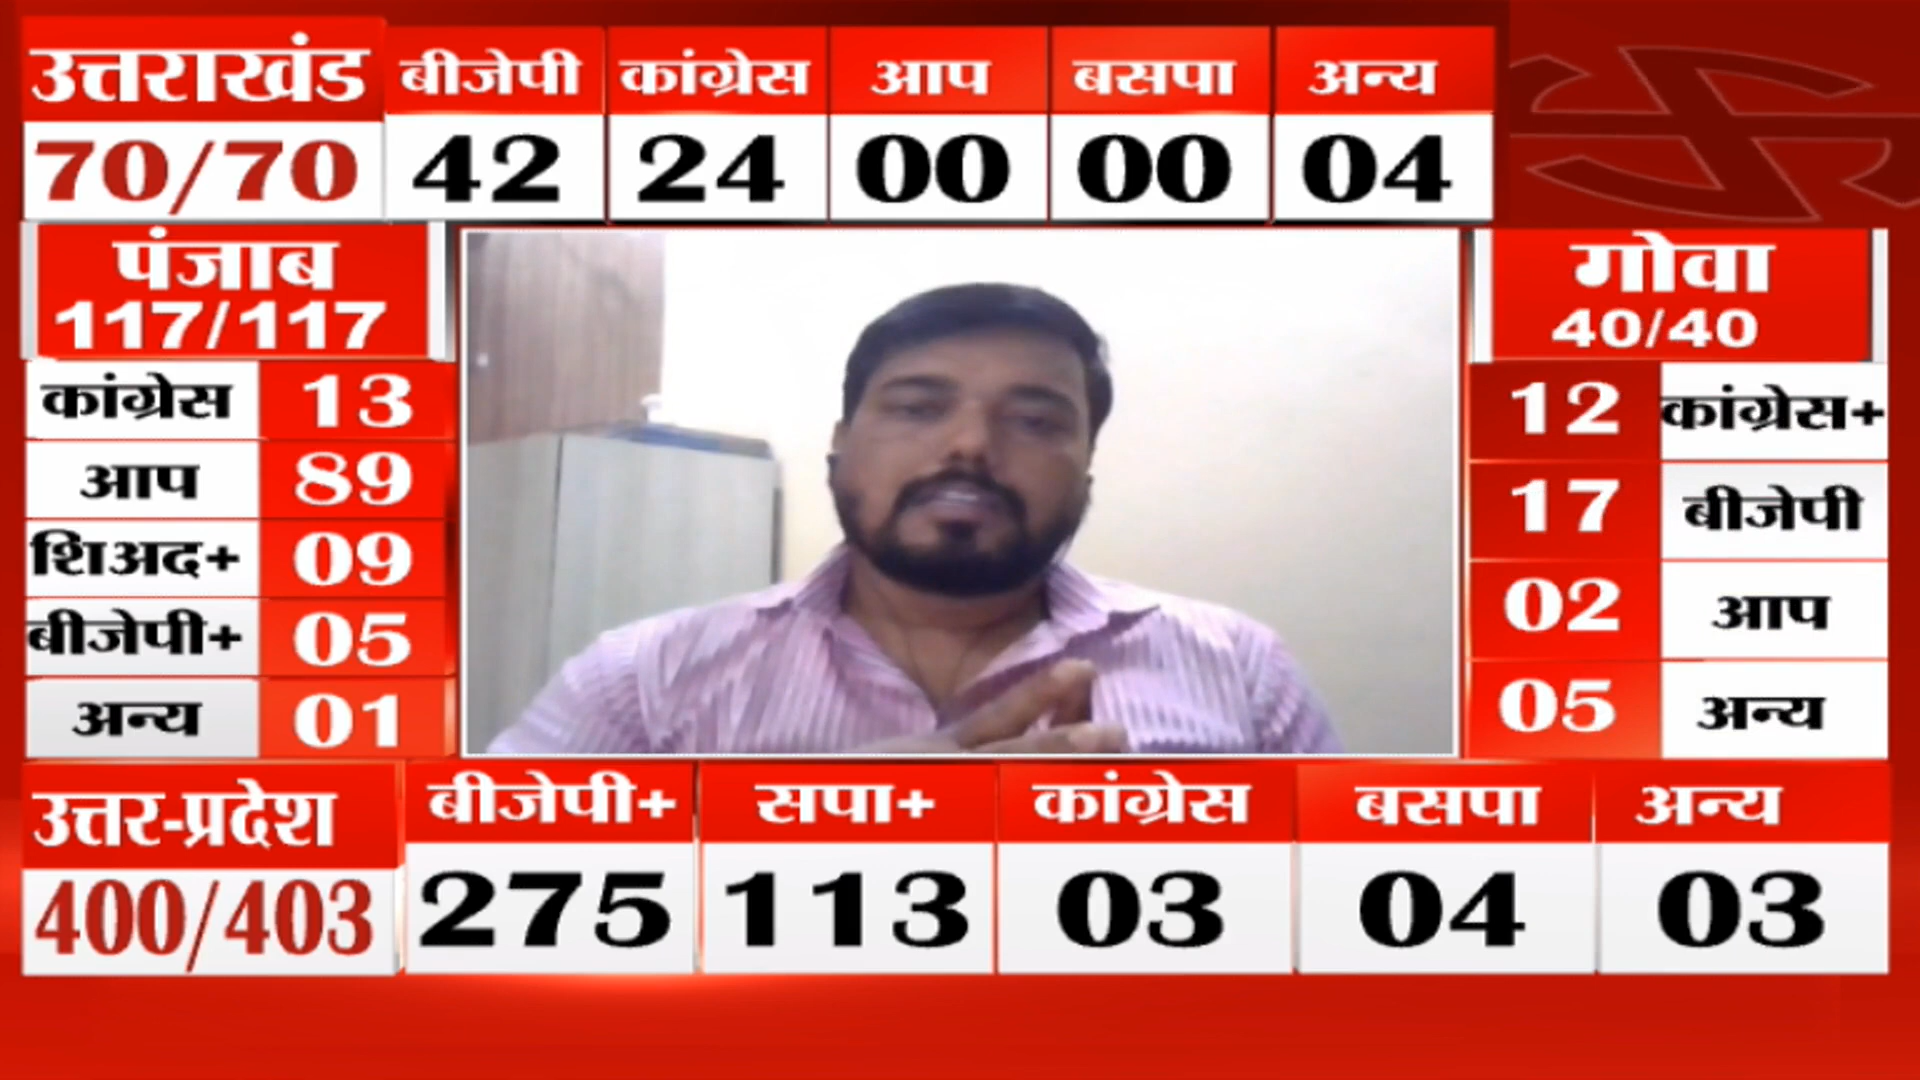 उत्तराखंड बीजेपी कांग्रेस आप बसपा अन्य
70/70 42 24 00 00 04
पंजाब
117/117
कांग्रेस 13
आप 89
शिअद+ 09
बीजेपी+ 05
अन्य 01
गोवा
40/40
12 कांग्रेस+
17 बीजेपी
02 आप
05 अन्य
उत्तर-प्रदेश बीजेपी+ सपा+ कांग्रेस बसपा अन्य
400/403 275 113 03 04 03